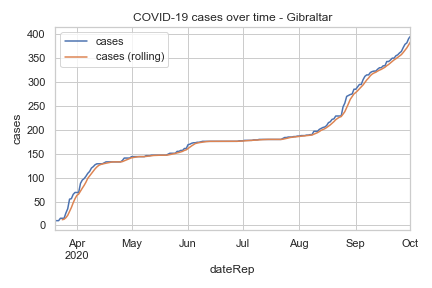 COVID-19 cases over time - Gibraltar
cases
cases (rolling)
400
350
300
250
200
150
100
50
0
cases
Apr
2020
May
Jun
Jul
Aug
Sep
Oct
dateRep